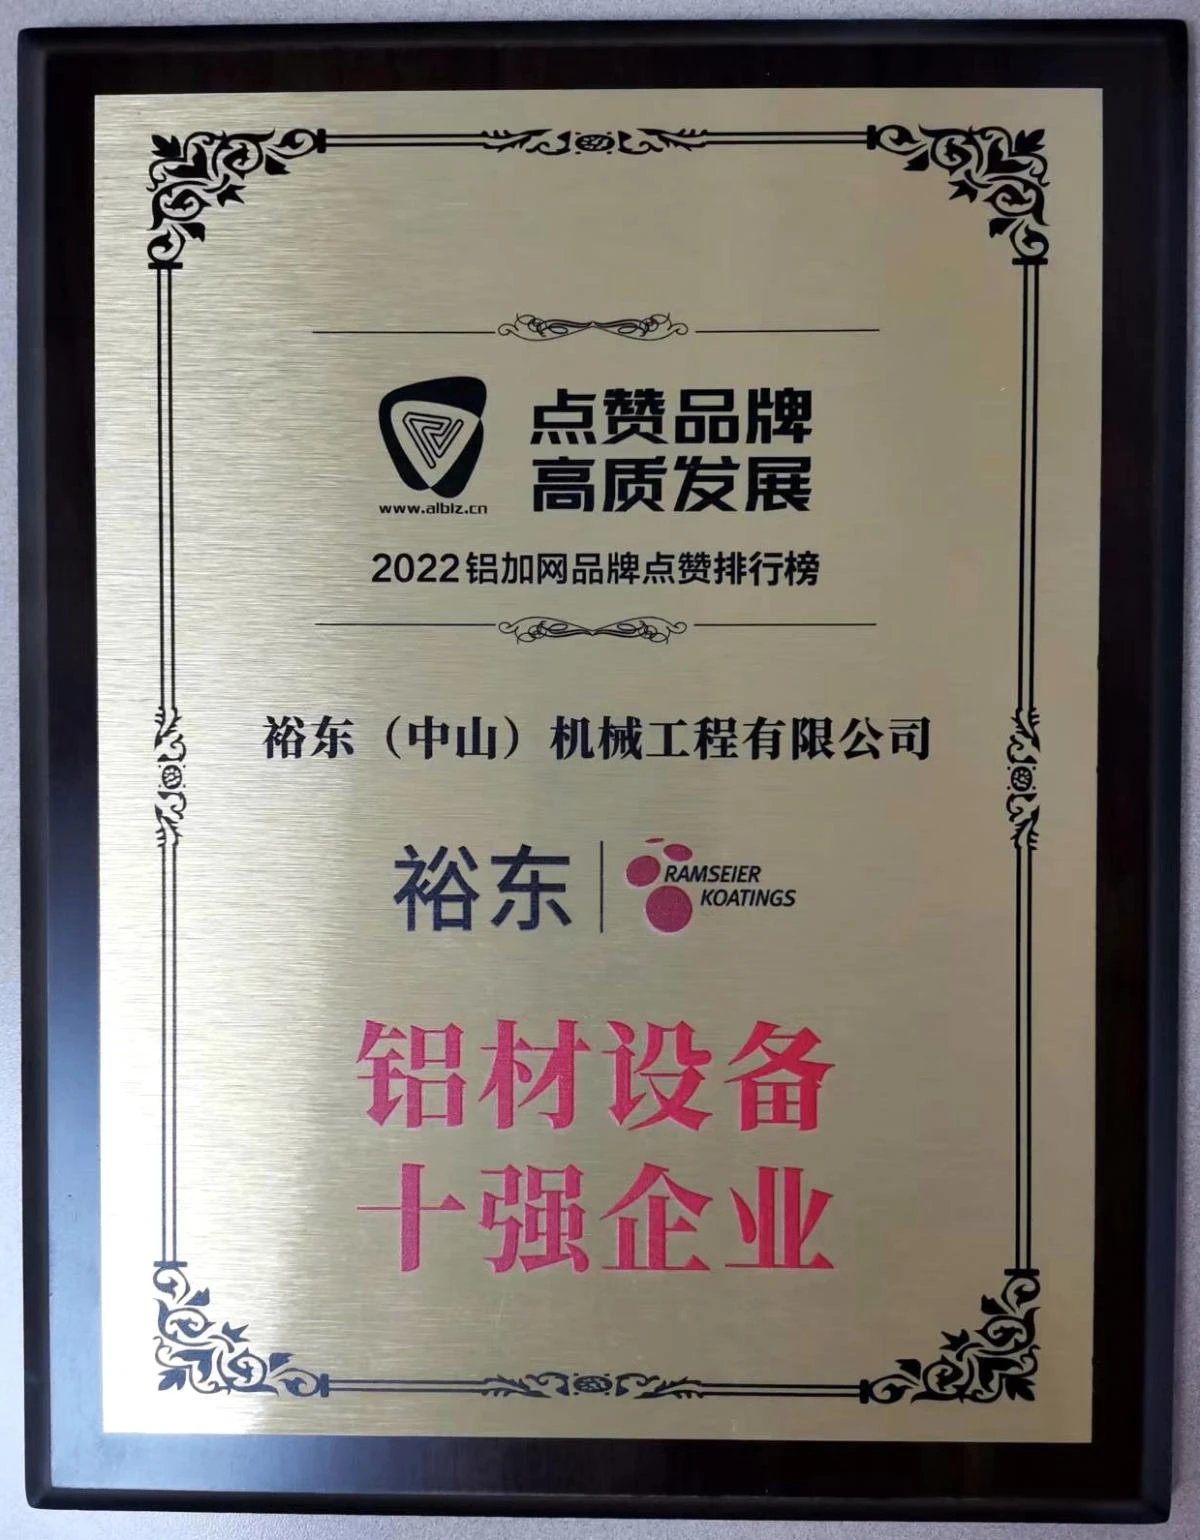 点赞品牌
高质发展
www.albiz.cn
2022铝加网品牌点赞排行榜
裕东（中山）机械工程有限公司
裕东
RAMSEIER
KOATINGS
铝材设备
十强企业